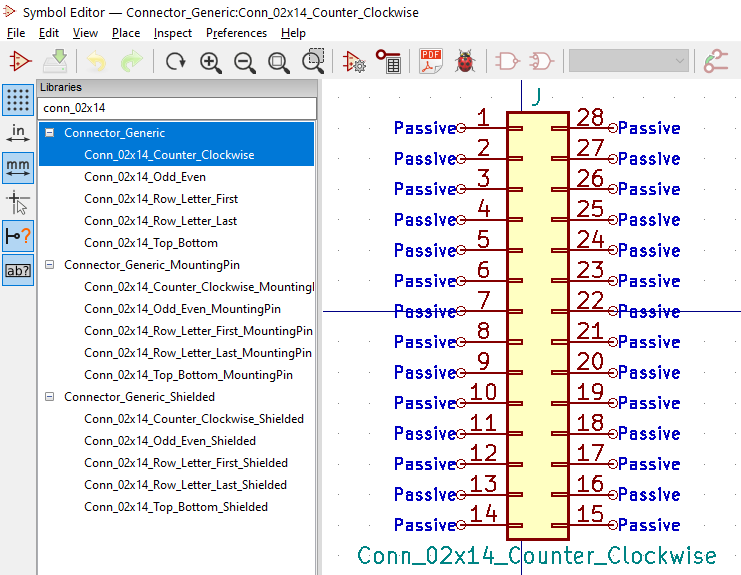 Symbol Editor — Connector_Generic:Conn_02x14_Counter_Clockwise
File Edit View Place Inspect Preferences Help
PDF
Libraries
in
mm
ab?
conn_02x14
Connector_Generic
Conn_02x14_Counter_Clockwise
Conn_02x14_Odd_Even
Conn_02x14_Row_Letter_First
Conn_02x14_Row_Letter_Last
Conn_02x14_Top_Bottom
Connector_Generic_MountingPin
Conn_02x14_Counter_Clockwise_Mounting
Conn_02x14_Odd_Even_MountingPin
Conn_02x14_Row_Letter_First_MountingPin
Conn_02x14_Row_Letter_Last_MountingPin
Conn_02x14_Top_Bottom_MountingPin
Connector_Generic_Shielded
Conn_02x14_Counter_Clockwise_Shielded
Conn_02x14_Odd_Even_Shielded
Conn_02x14_Row_Letter_First_Shielded
Conn_02x14_Row_Letter_Last_Shielded
Conn_02x14_Top_Bottom_Shielded
J
Passive 1 28 Passive
Passive 2 27 Passive
Passive 3 26 Passive
Passive 4 25 Passive
Passive 5 24 Passive
Passive 6 23 Passive
Passive 7 22 Passive
Passive 8 21 Passive
Passive 9 20 Passive
Passive 10 19 Passive
Passive 11 18 Passive
Passive 12 17 Passive
Passive 13 16 Passive
Passive 14 15 Passive
Conn_02x14_Counter_Clockwise